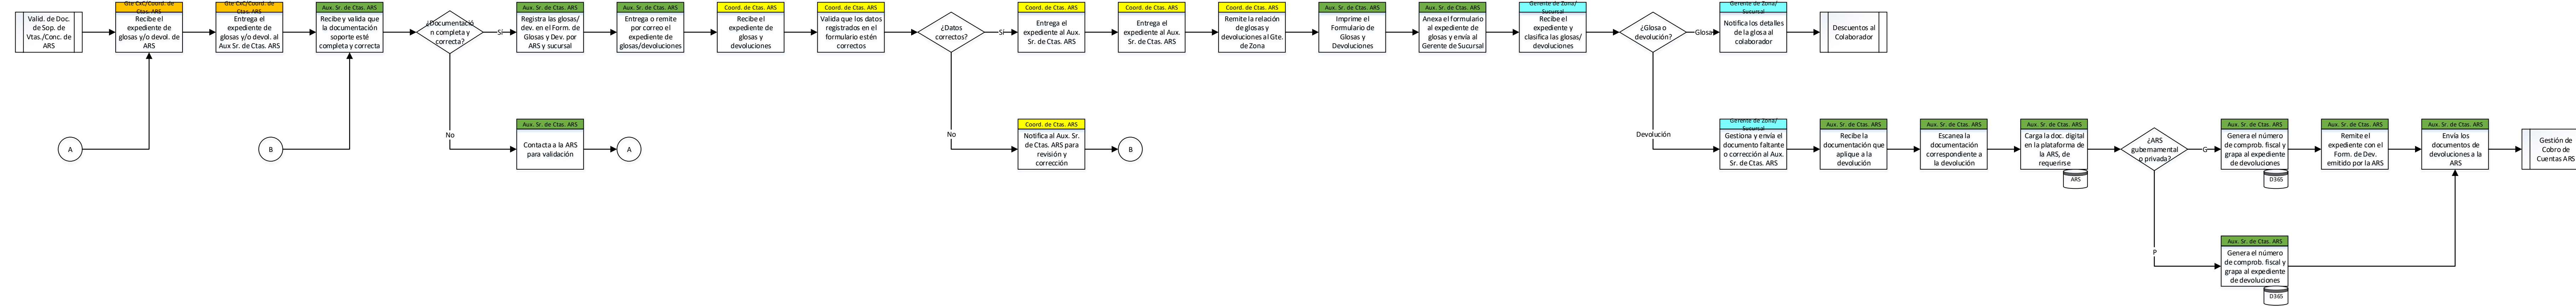 Valid. de Doc.
de Sop. de
Vtas./Conc. de
ARS
Gte CxC/Coord. de
Ctas. ARS
Recibe el
expediente de
glosas y/o devol. de
ARS
Gte CxC/Coord. de
Ctas. ARS
Entrega el
expediente de
glosas y/o devol. al
Aux Sr. de Ctas. ARS
Aux. Sr. de Ctas. ARS
Recibe y valida que
la documentación
soporte esté
completa y correcta
¿Documentació
n completa y
correcta?
Sí
Aux. Sr. de Ctas. ARS
Registra las glosas/
dev. en el Form. de
Glosas y Dev. por
ARS y sucursal
Aux. Sr. de Ctas. ARS
Entrega o remite
por correo el
expediente de
glosas/devoluciones
Coord. de Ctas. ARS
Recibe el
expediente de
glosas y
devoluciones
Coord. de Ctas. ARS
Valida que los datos
registrados en el
formulario estén
correctos
¿Datos
correctos?
Sí
Coord. de Ctas. ARS
Entrega el
expediente al Aux.
Sr. de Ctas. ARS
Coord. de Ctas. ARS
Entrega el
expediente al Aux.
Sr. de Ctas. ARS
Coord. de Ctas. ARS
Remite la relación
de glosas y
devoluciones al Gte.
de Zona
Aux. Sr. de Ctas. ARS
Imprime el
Formulario de
Glosas y
Devoluciones
Aux. Sr. de Ctas. ARS
Anexa el formulario
al expediente de
glosas y envía al
Gerente de Sucursal
Gerente de Zona/
Sucursal
Recibe el
expediente y
clasifica las glosas/
devoluciones
¿Glosa o
devolución?
Glosa
Gerente de Zona/
Sucursal
Notifica los detalles
de la glosa al
colaborador
Descuentos al
Colaborador
A
B
No
Aux. Sr. de Ctas. ARS
Contacta a la ARS
para validación
A
No
Coord. de Ctas. ARS
Notifica al Aux. Sr.
de Ctas. ARS para
revisión y
corrección
B
Devolución
Gerente de Zona/
Sucursal
Gestiona y envía el
documento faltante
o corrección al Aux.
Sr. de Ctas. ARS
Aux. Sr. de Ctas. ARS
Recibe la
documentación que
aplique a la
devolución
Aux. Sr. de Ctas. ARS
Escanea la
documentación
correspondiente a
la devolución
Aux. Sr. de Ctas. ARS
Carga la doc. digital
en la plataforma de
la ARS, de
requerirse
ARS
¿ARS
gubernamental
o privada?
G
Aux. Sr. de Ctas. ARS
Genera el número
de comprob. fiscal y
grapa al expediente
de devoluciones
D365
Aux. Sr. de Ctas. ARS
Remite el
expediente con el
Form. de Dev.
emitido por la ARS
Aux. Sr. de Ctas. ARS
Envía los
documentos de
devoluciones a la
ARS
Gestión de
Cobro de
Cuentas ARS
P
Aux. Sr. de Ctas. ARS
Genera el número
de comprob. fiscal y
grapa al expediente
de devoluciones
D365